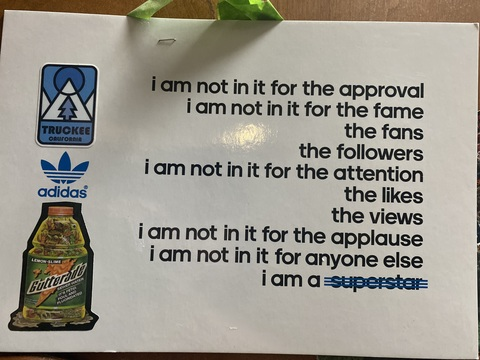 TRUCKEE
CALIFORNIA
adidas
LEMON-SLIME
Gutterade
i am not in it for the approval
i am not in it for the fame
the fans
the followers
i am not in it for the attention
the likes
the views
i am not in it for the applause
i am not in it for anyone else
i am a superstar